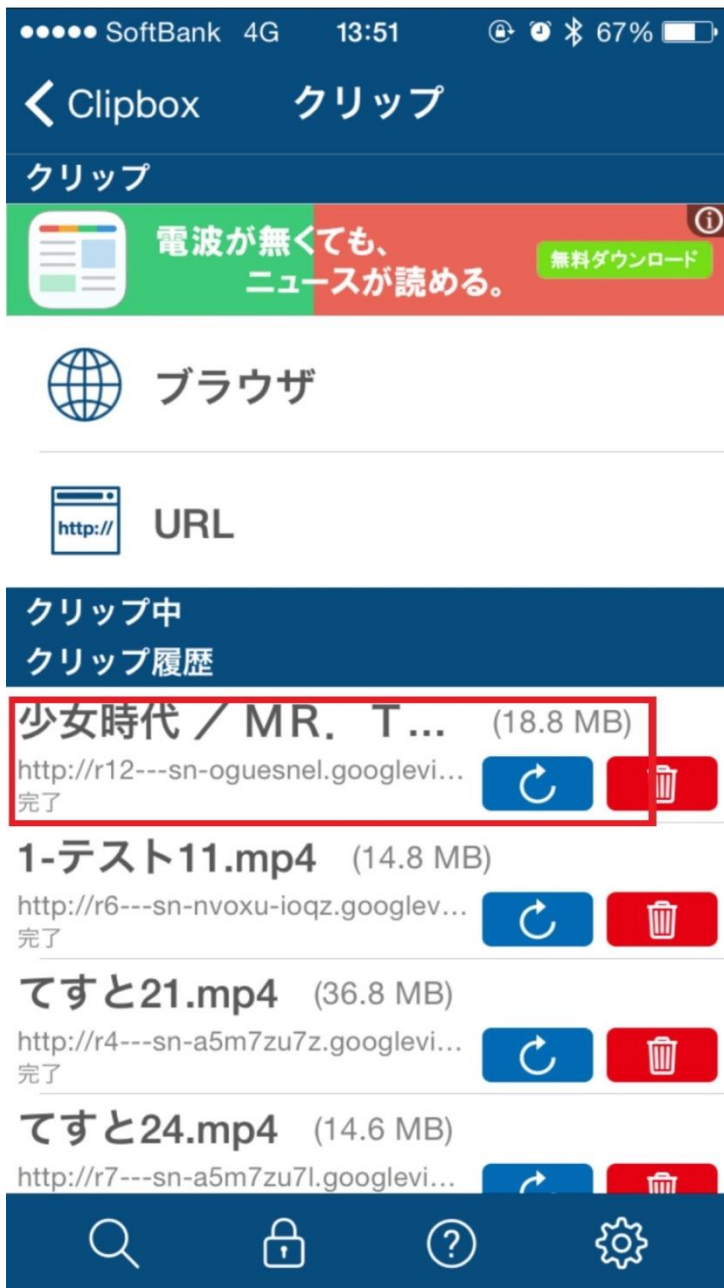 SoftBank 4G 13:51 67%
Clipbox クリップ
クリップ
電波が無くても、
ニュースが読める。
無料ダウンロード
ブラウザ
http://
URL
クリップ中
クリップ履歴
少女時代 ／ ＭＲ．Ｔ... (18.8 MB)
http://r12---sn-oguesnel.googlevi...
完了
1-テスト11.mp4 (14.8 MB)
http://r6---sn-nvoxu-ioqz.googlev...
完了
てすと21.mp4 (36.8 MB)
http://r4---sn-a5m7zu7z.googlevi...
完了
てすと24.mp4 (14.6 MB)
http://r7---sn-a5m7zu7l.googlevi...